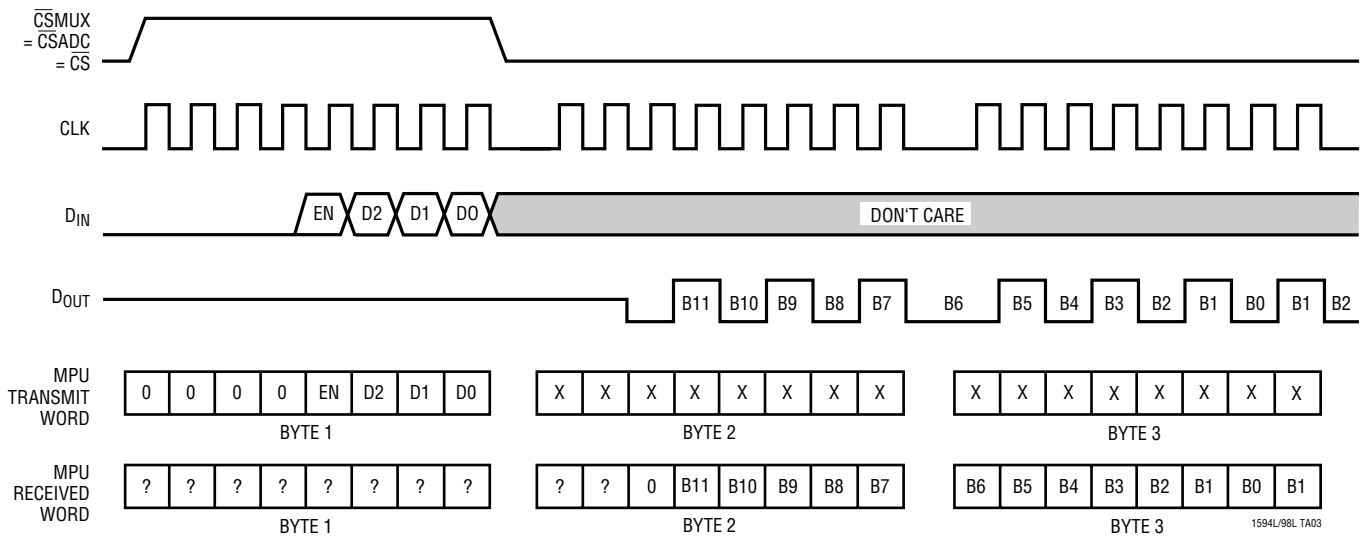 CSMUX
= CSADC
= CS
CLK
DIN
EN D2 D1 DO
DON'T CARE
DOUT
B11 B10 B9 B8 B7 B6 B5 B4 B3 B2 B1 B0 B1 B2
MPU
TRANSMIT
WORD
0 0 0 0 EN D2 D1 D0
X X X X X X X X
X X X X X X X X
BYTE 1
BYTE 2
BYTE 3
MPU
RECEIVED
WORD
? ? ? ? ? ? ? ?
? ? 0 B11 B10 B9 B8 B7
B6 B5 B4 B3 B2 B1 B0 B1
BYTE 1
BYTE 2
BYTE 3
1594L/98L TA03